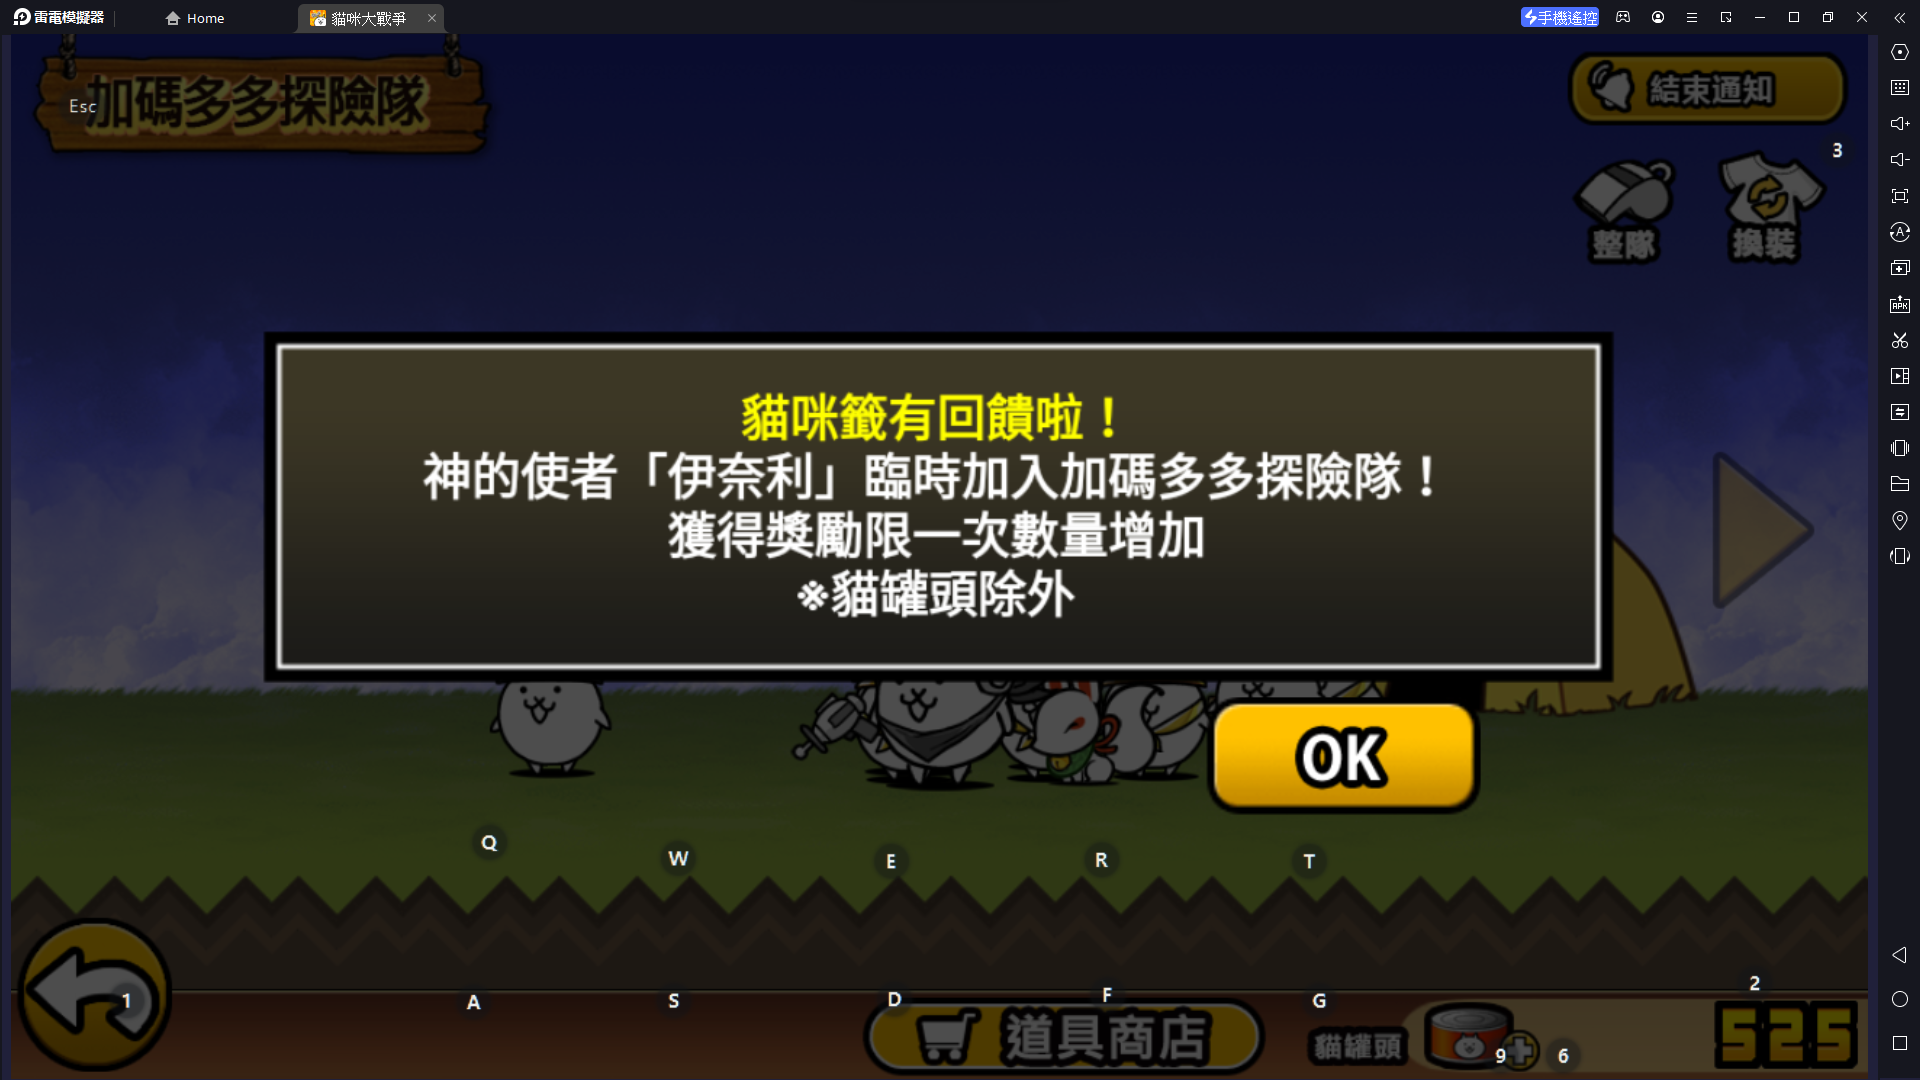 雷電模擬器
Home
貓咪大戰爭
手機遙控
加碼多多探險隊
Esc
結束通知
3
整隊
換裝
APK
貓咪籤有回饋啦！
神的使者「伊奈利」臨時加入加碼多多探險隊！
獲得獎勵限一次數量增加
※貓罐頭除外
OK
Q
W
E
R
T
1
A
S
D
F
G
2
道具商店
貓罐頭
9
6
525